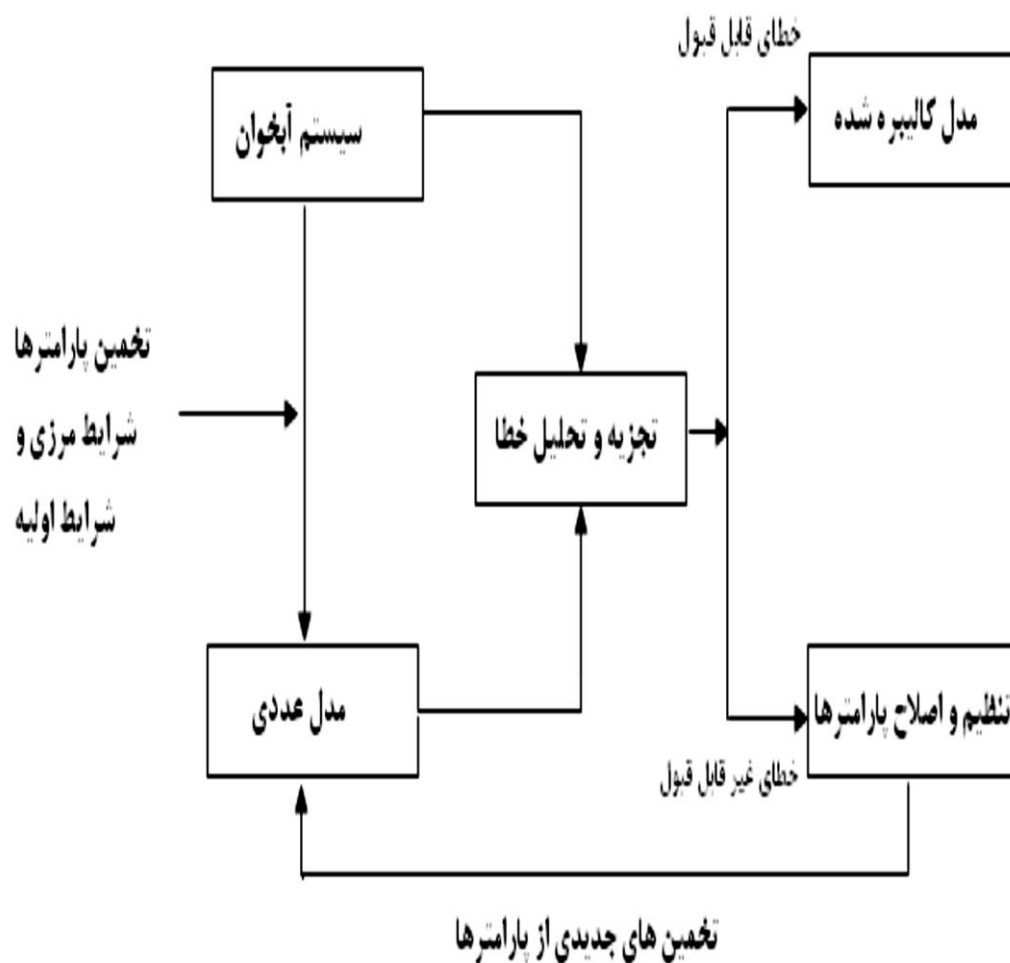 خطای قابل قبول
سیستم آبخوان
مدل کالیبره شده
تخمین پارامترها
شرایط مرزی و
شرایط اولیه
تجزیه و تحلیل خطا
مدل عددی
تنظیم و اصلاح پارامترها
خطای غیر قابل قبول
تخمین های جدیدی از پارامترها